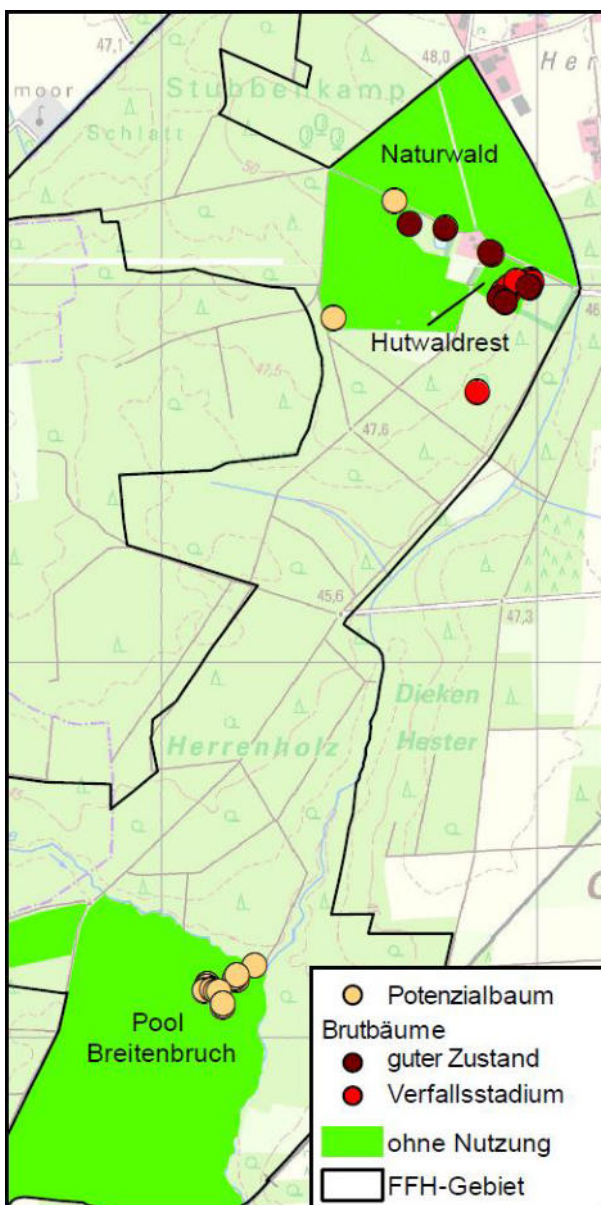 47,1
48,0
Her
moor
Stubbenkamp
Schlatt
50
Naturwald
46
Hutwaldrest
47,5
47,6
45,6
47,3
Dieken
Hester
Herrenholz
Pool
Breitenbruch
Potenzialbaum
Brutbäume
guter Zustand
Verfallsstadium
ohne Nutzung
FFH-Gebiet